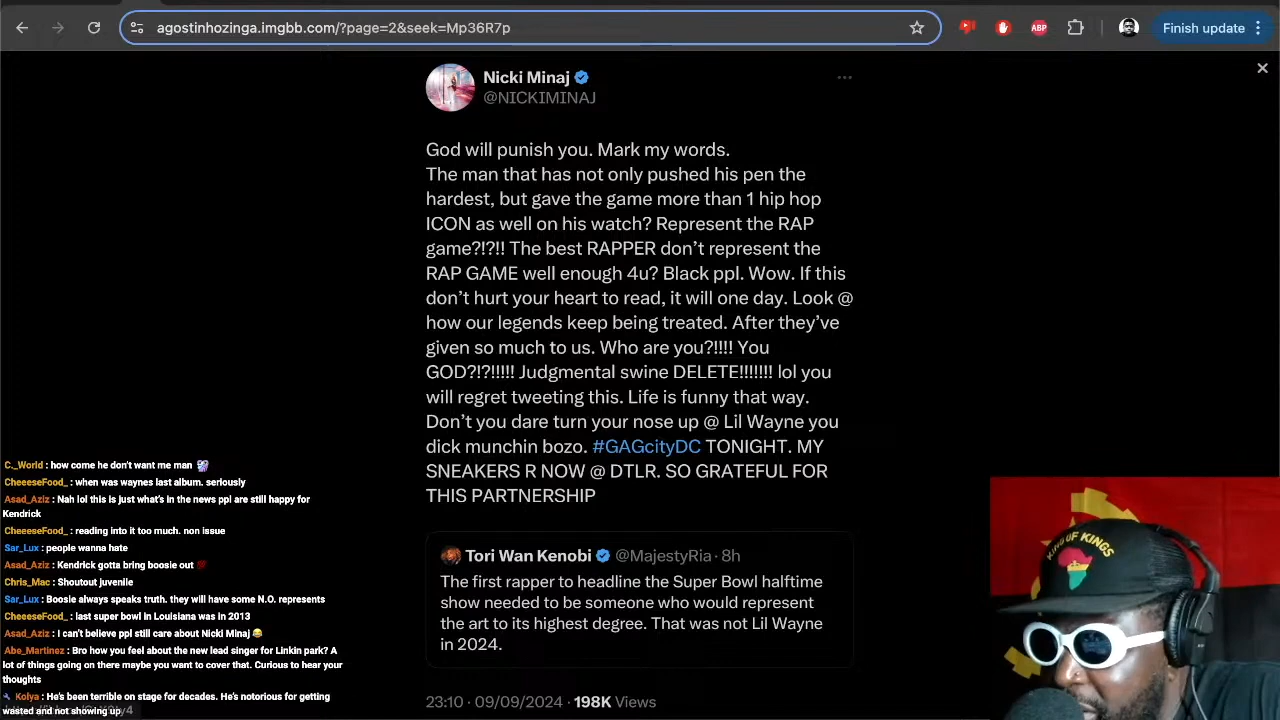 agostinhozinga.imgbb.com/?page=2&seek=Mp36R7p
ABP
Finish update
Nicki Minaj
@NICKIMINAJ
God will punish you. Mark my words.
The man that has not only pushed his pen the
hardest, but gave the game more than 1 hip hop
ICON as well on his watch? Represent the RAP
game?!?!! The best RAPPER don’t represent the
RAP GAME well enough 4u? Black ppl. Wow. If this
don’t hurt your heart to read, it will one day. Look @
how our legends keep being treated. After they’ve
given so much to us. Who are you?!!!! You
GOD?!?!!!!! Judgmental swine DELETE!!!!!!! lol you
will regret tweeting this. Life is funny that way.
Don’t you dare turn your nose up @ Lil Wayne you
dick munchin bozo. #GAGcityDC TONIGHT. MY
SNEAKERS R NOW @ DTLR. SO GRATEFUL FOR
THIS PARTNERSHIP
Tori Wan Kenobi @MajestyRia · 8h
The first rapper to headline the Super Bowl halftime
show needed to be someone who would represent
the art to its highest degree. That was not Lil Wayne
in 2024.
23:10 · 09/09/2024 · 198K Views
C._World : how come he don't want me man
CheeeseFood_ : when was waynes last album. seriously
Asad_Aziz : Nah lol this is just what's in the news ppl are still happy for
Kendrick
CheeeseFood_ : reading into it too much. non issue
Sar_Lux : people wanna hate
Asad_Aziz : Kendrick gotta bring boosie out
Chris_Mac : Shoutout juvenile
Sar_Lux : Boosie always speaks truth. they will have some N.O. represents
CheeeseFood_ : last super bowl in Louisiana was in 2013
Asad_Aziz : I can't believe ppl still care about Nicki Minaj
Abe_Martinez : Bro how you feel about the new lead singer for Linkin park? A
lot of things going on there maybe you want to cover that. Curious to hear your
thoughts
Kolya : He's been terrible on stage for decades. He's notorious for getting
wasted and not showing up
KING OF KINGS